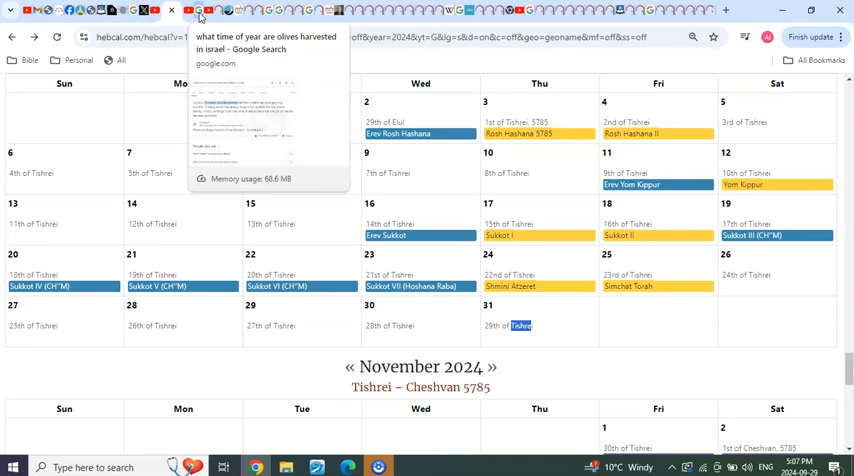 hebcal.com/hebcal?v=1
off&year=2024&yt=G&lg=s&d=on&c=off&geo=geoname&mf=off&ss=off
AI
Finish update
Bible
Personal
All
All Bookmarks
what time of year are olives harvested
in israel - Google Search
google.com
Memory usage: 68.6 MB
Sun Wed Thu Fri Sat
2 3 4 5
29th of Elul 1st of Tishrei, 5785 2nd of Tishrei 3rd of Tishrei
Erev Rosh Hashana Rosh Hashana 5785 Rosh Hashana II
6 7 9 10 11 12
4th of Tishrei 7th of Tishrei 8th of Tishrei 9th of Tishrei 10th of Tishrei
Erev Yom Kippur Yom Kippur
13 14 15 16 17 18 19
11th of Tishrei 12th of Tishrei 13th of Tishrei 14th of Tishrei 15th of Tishrei 16th of Tishrei 17th of Tishrei
Erev Sukkot Sukkot I Sukkot II Sukkot III (CH"M)
20 21 22 23 24 25 26
18th of Tishrei 19th of Tishrei 20th of Tishrei 21st of Tishrei 22nd of Tishrei 23rd of Tishrei 24th of Tishrei
Sukkot IV (CH"M) Sukkot V (CH"M) Sukkot VI (CH"M) Sukkot VII (Hoshana Raba) Shmini Atzeret Simchat Torah
27 28 29 30 31
25th of Tishrei 26th of Tishrei 27th of Tishrei 28th of Tishrei 29th of Tishrei
« November 2024 »
Tishrei – Cheshvan 5785
Sun Mon Tue Wed Thu Fri Sat
1 2
30th of Tishrei 1st of Cheshvan, 5785
Type here to search
10°C Windy
ENG
5:07 PM
2024-09-29